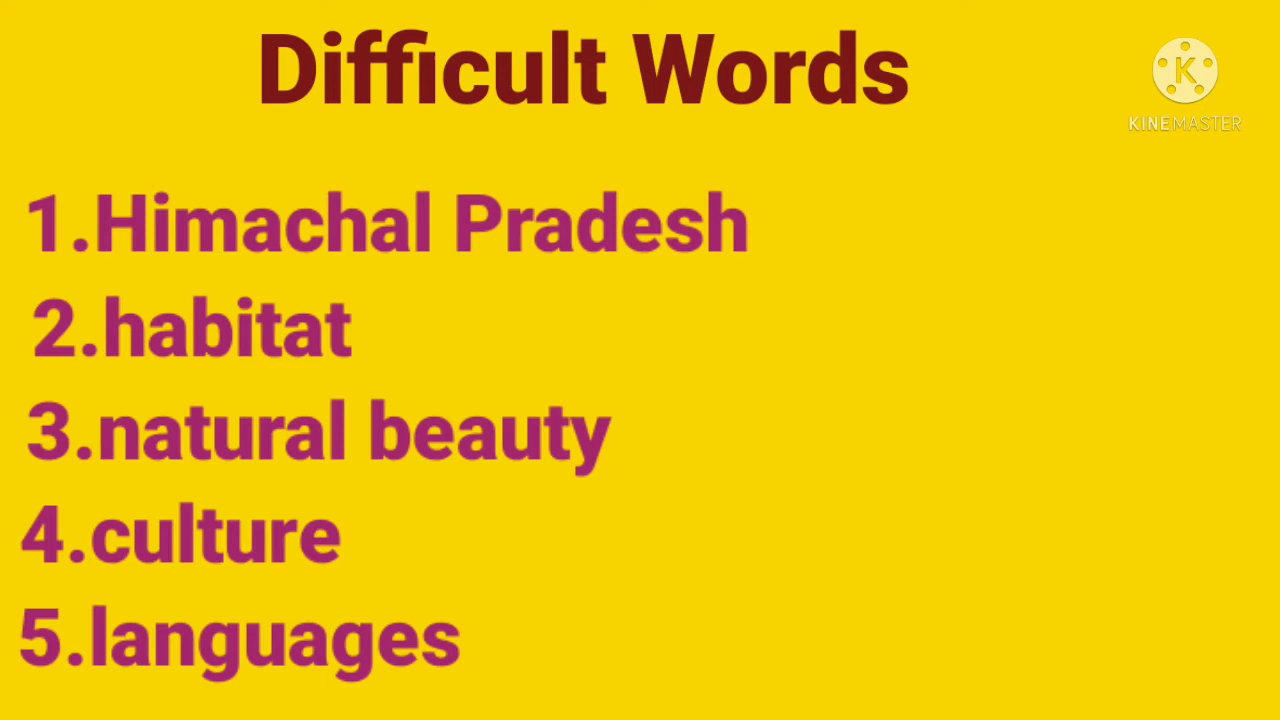 Difficult Words
K
KINEMASTER
1.Himachal Pradesh
2.habitat
3.natural beauty
4.culture
5.languages